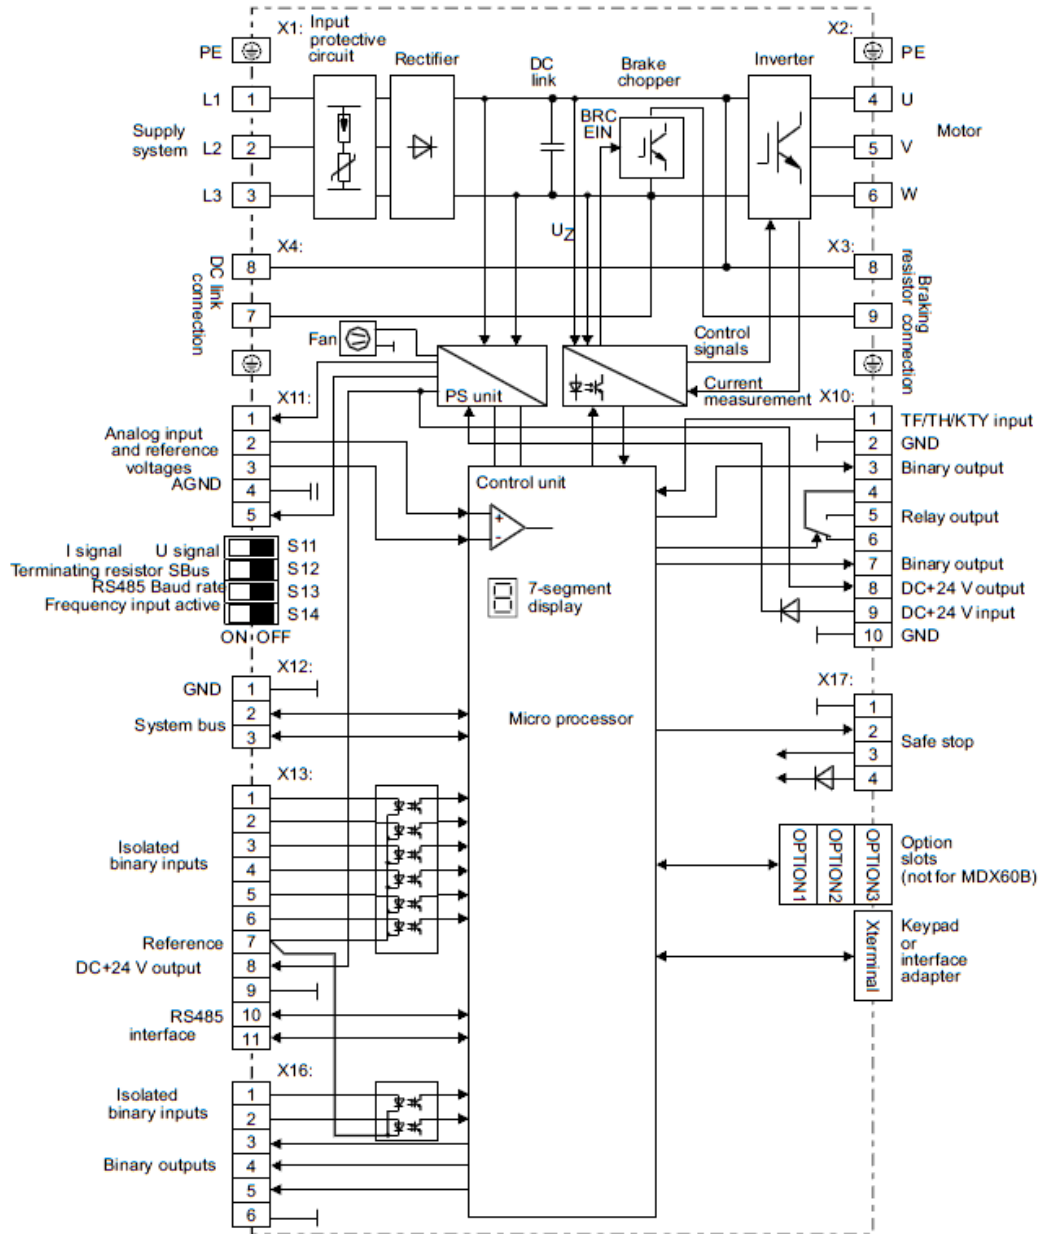 X1:
Input
protective
circuit
Rectifier
DC
link
Brake
chopper
Inverter
X2:
PE
PE
L1
1
4
U
BRC
EIN
Supply
system
L2
2
5
V
Motor
L3
3
6
W
UZ
X4:
X3:
8
8
DC link
connection
Braking
resistor connection
7
9
Fan
Control
signals
PS unit
Current
measurement
X11:
X10:
1
Analog input
and reference
voltages
2
3
AGND
4
5
1
TF/TH/KTY input
2
GND
3
Binary output
4
5
Relay output
6
7
Binary output
8
DC+24 V output
9
DC+24 V input
10
GND
Control unit
+
-
7-segment
display
I signal U signal
S11
Terminating resistor SBus
S12
RS485 Baud rate
S13
Frequency input active
S14
ON OFF
X12:
GND
1
System bus
2
3
Micro processor
X17:
1
2
Safe stop
3
4
X13:
1
2
Isolated
binary inputs
3
4
5
6
Reference
7
DC+24 V output
8
9
RS485
interface
10
11
OPTION1
OPTION2
OPTION3
Option
slots
(not for MDX60B)
Xterminal
Keypad
or
interface
adapter
X16:
Isolated
binary inputs
1
2
3
Binary outputs
4
5
6